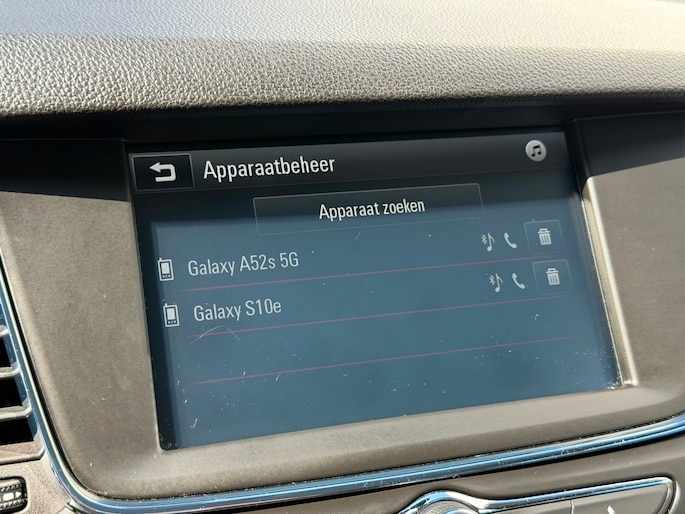 Apparaatbeheer
Apparaat zoeken
Galaxy A52s 5G
Galaxy S10e